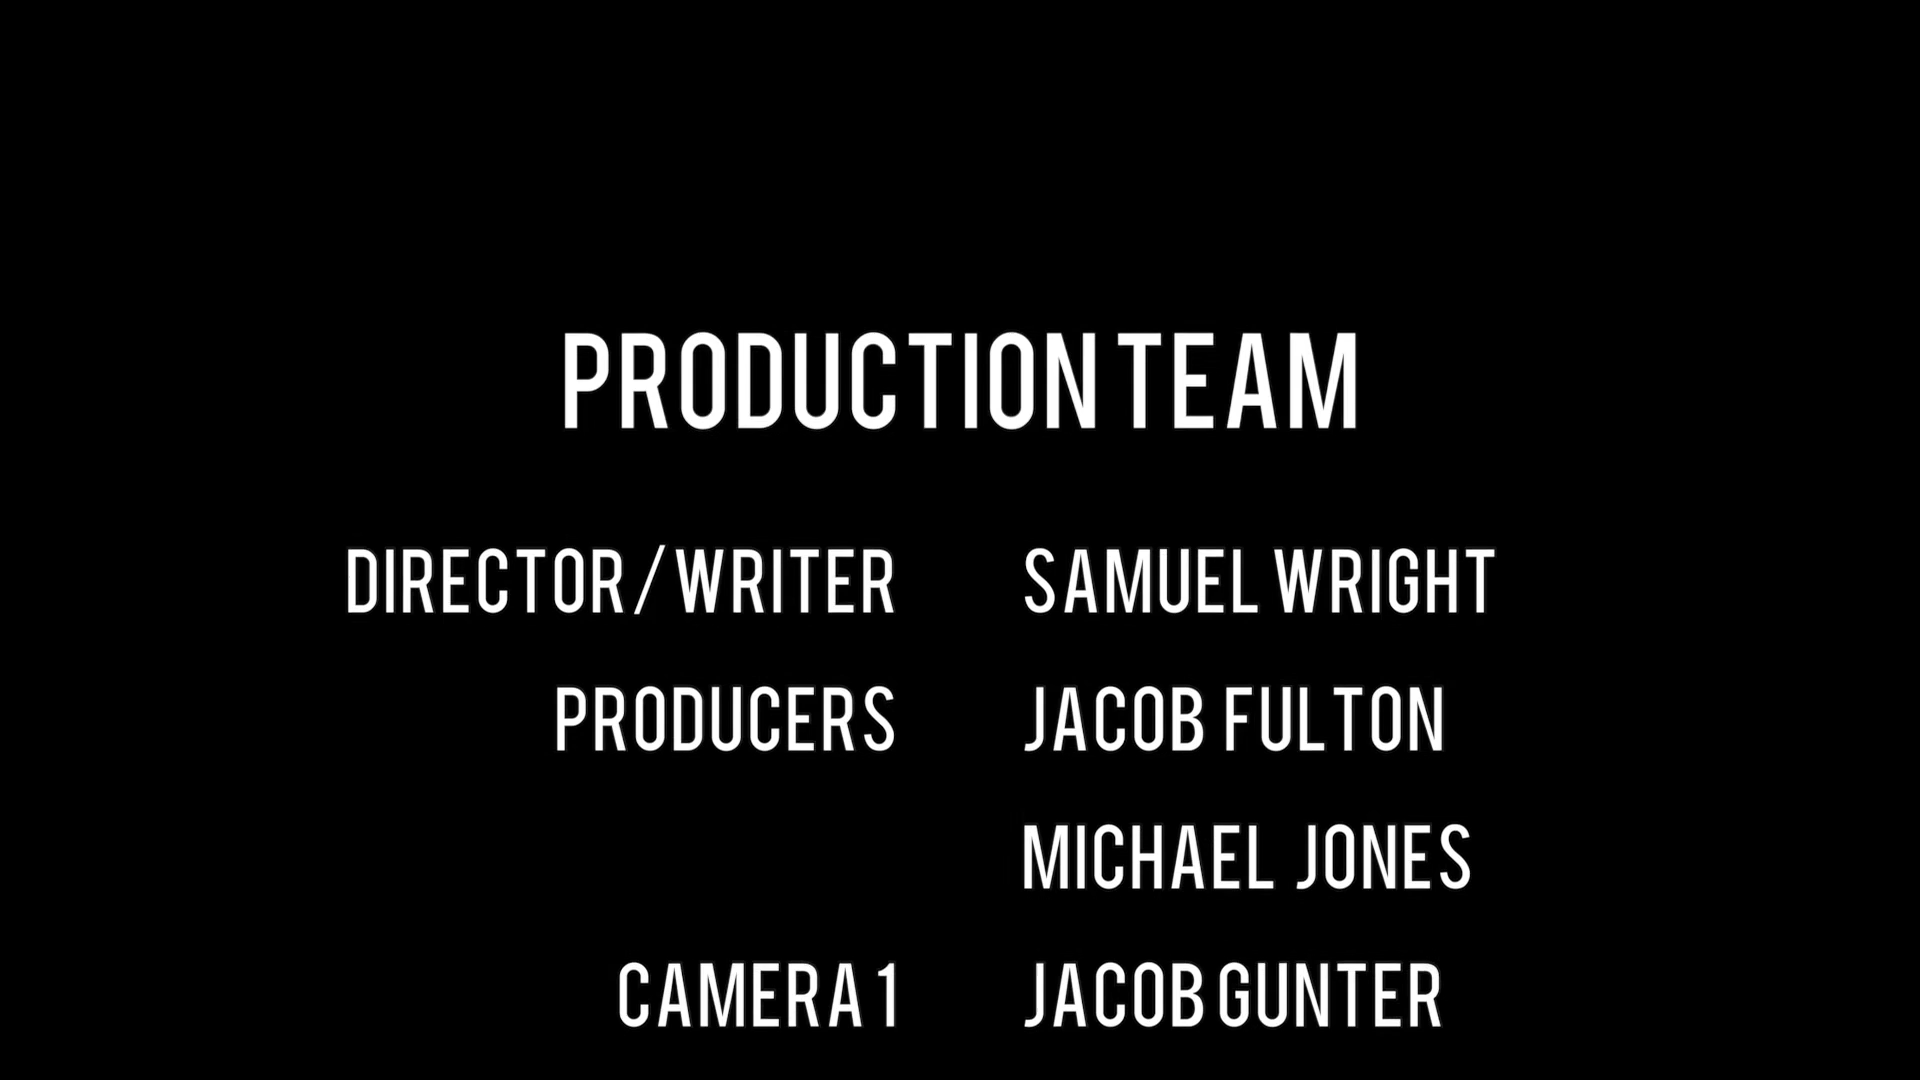 PRODUCTION TEAM
DIRECTOR/WRITER SAMUEL WRIGHT
PRODUCERS JACOB FULTON
MICHAEL JONES
CAMERA 1 JACOB GUNTER